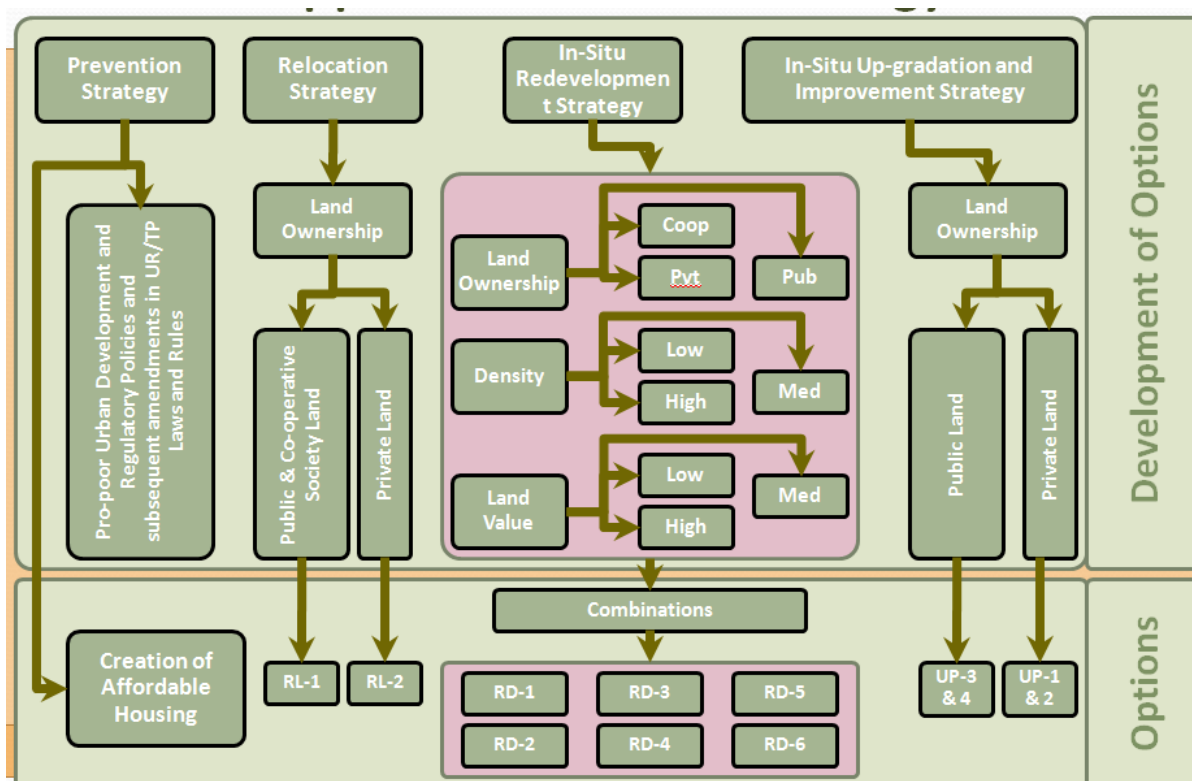 Prevention
Strategy
Relocation
Strategy
In-Situ
Redevelopmen
t Strategy
In-Situ Up-gradation and
Improvement Strategy
Development of Options
Pro-poor Urban Development and
Regulatory Policies and
subsequent amendments in UR/TP
Laws and Rules
Land
Ownership
Public & Co-operative
Society Land
Private Land
Land
Ownership
Coop
Pvt
Pub
Density
Low
High
Med
Land
Value
Low
High
Med
Land
Ownership
Public Land
Private Land
Combinations
Creation of
Affordable
Housing
RL-1
RL-2
RD-1
RD-3
RD-5
RD-2
RD-4
RD-6
UP-3
& 4
UP-1
& 2
Options